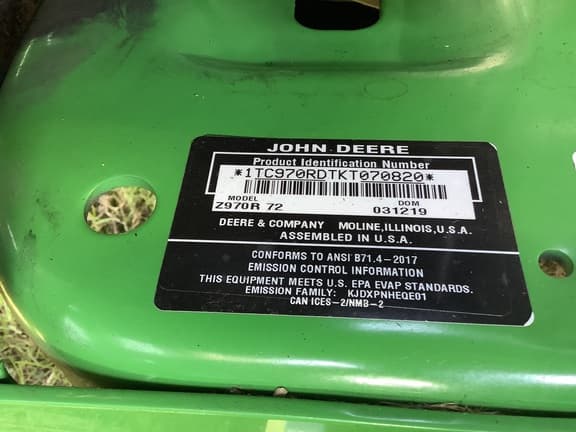 JOHN DEERE
Product Identification Number
*1TC970RDTKT070820*
MODEL DOM
Z970R 72 031219
DEERE & COMPANY MOLINE, ILLINOIS, U.S.A.
ASSEMBLED IN U.S.A.
CONFORMS TO ANSI B71.4-2017
EMISSION CONTROL INFORMATION
THIS EQUIPMENT MEETS U.S. EPA EVAP STANDARDS.
EMISSION FAMILY: KJDXPNHEQE01
CAN ICES-2/NMB-2